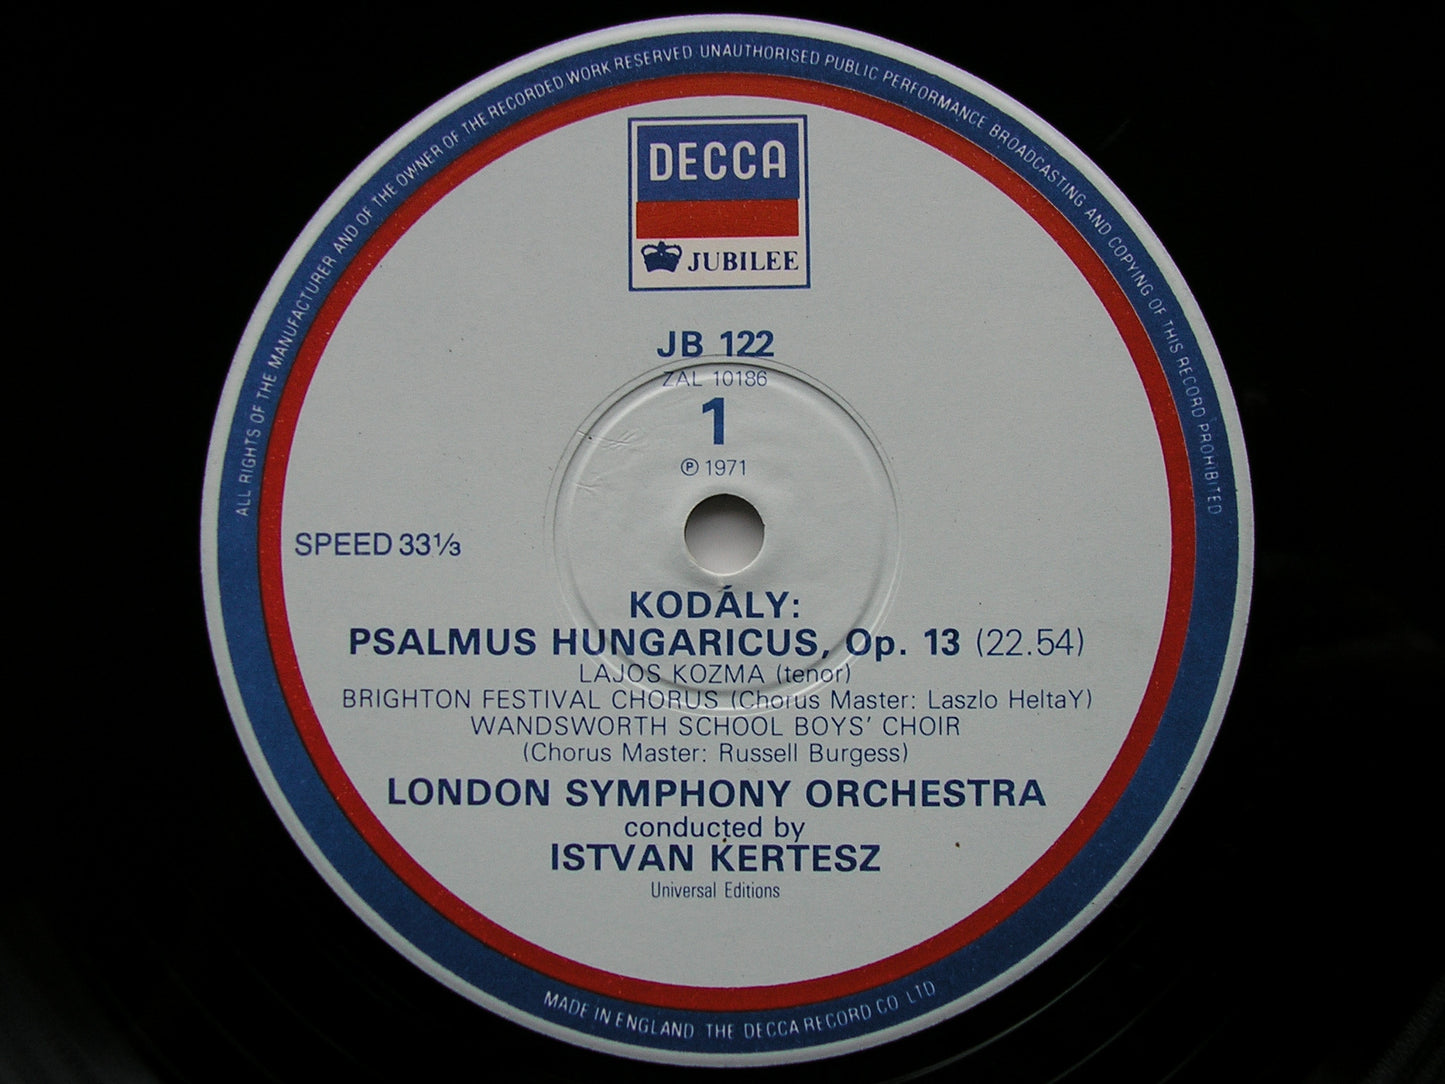 ALL RIGHTS OF THE MANUFACTURER AND OF THE OWNER OF THE RECORDED WORK RESERVED UNAUTHORISED PUBLIC PERFORMANCE BROADCASTING AND COPYING OF THIS RECORD PROHIBITED
DECCA
JUBILEE
JB 122
ZAL 10186
1
℗ 1971
SPEED 33⅓
KODÁLY:
PSALMUS HUNGARICUS, Op. 13 (22.54)
LAJOS KOZMA (tenor)
BRIGHTON FESTIVAL CHORUS (Chorus Master: Laszlo HeltaY)
WANDSWORTH SCHOOL BOYS' CHOIR
(Chorus Master: Russell Burgess)
LONDON SYMPHONY ORCHESTRA
conducted by
ISTVAN KERTESZ
Universal Editions
MADE IN ENGLAND THE DECCA RECORD CO LTD